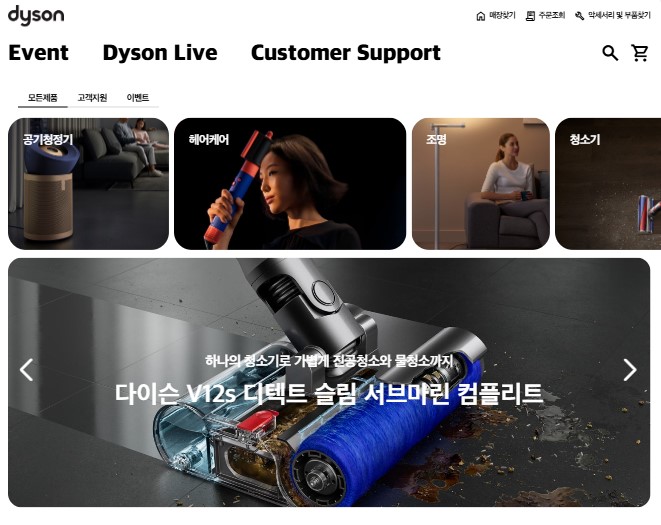 dyson
매장찾기 주문조회 악세서리 및 부품찾기
Event Dyson Live Customer Support
모든제품 고객지원 이벤트
공기청정기 헤어케어 조명 청소기
하나의 청소기로 가볍게 진공청소와 물청소까지
다이슨 V12s 디텍트 슬림 서브마린 컴플리트